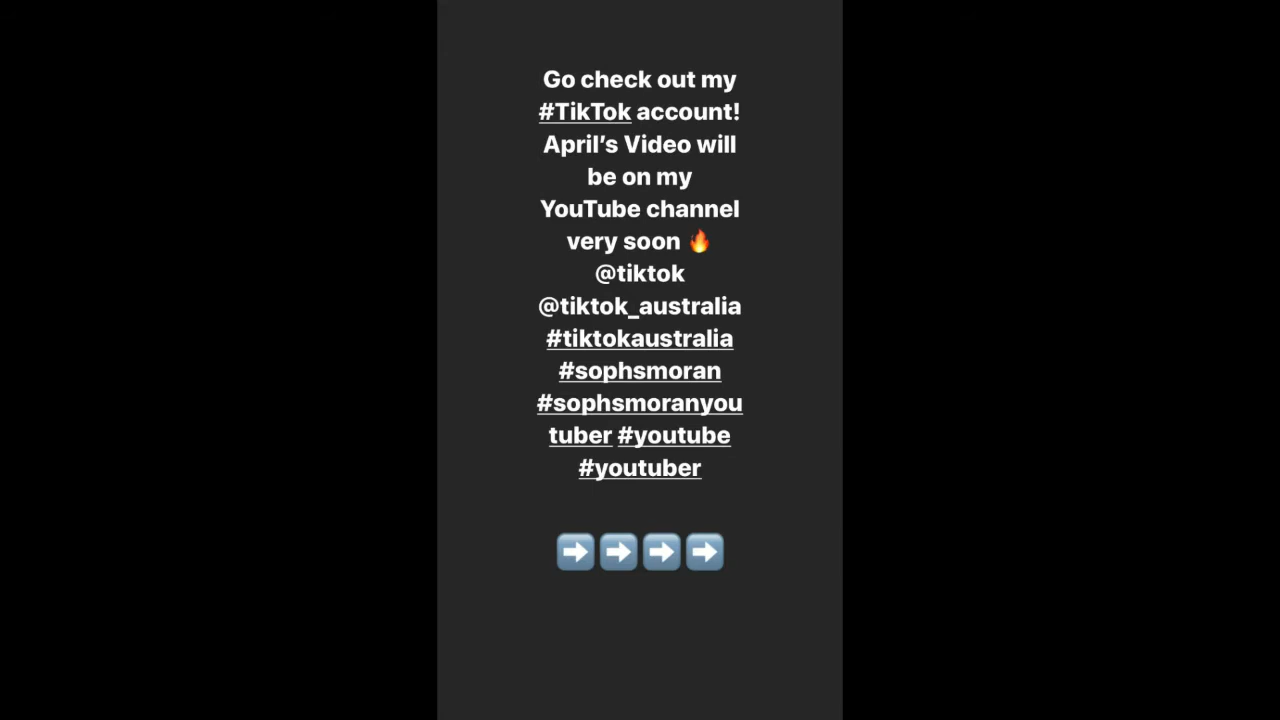 Go check out my
#TikTok account!
April’s Video will
be on my
YouTube channel
very soon 🔥
@tiktok
@tiktok_australia
#tiktokaustralia
#sophsmoran
#sophsmoranyou
tuber #youtube
#youtuber
➡️➡️➡️➡️